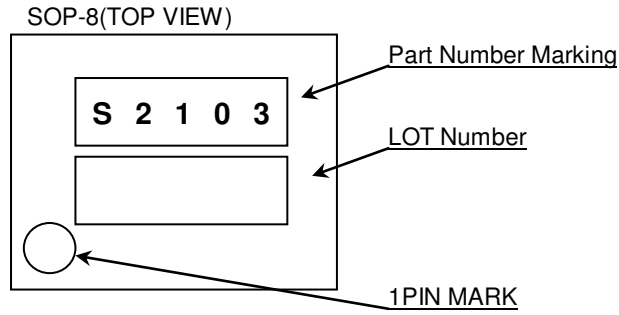 SOP-8(TOP VIEW)
Part Number Marking
S 2 1 0 3
LOT Number
1PIN MARK